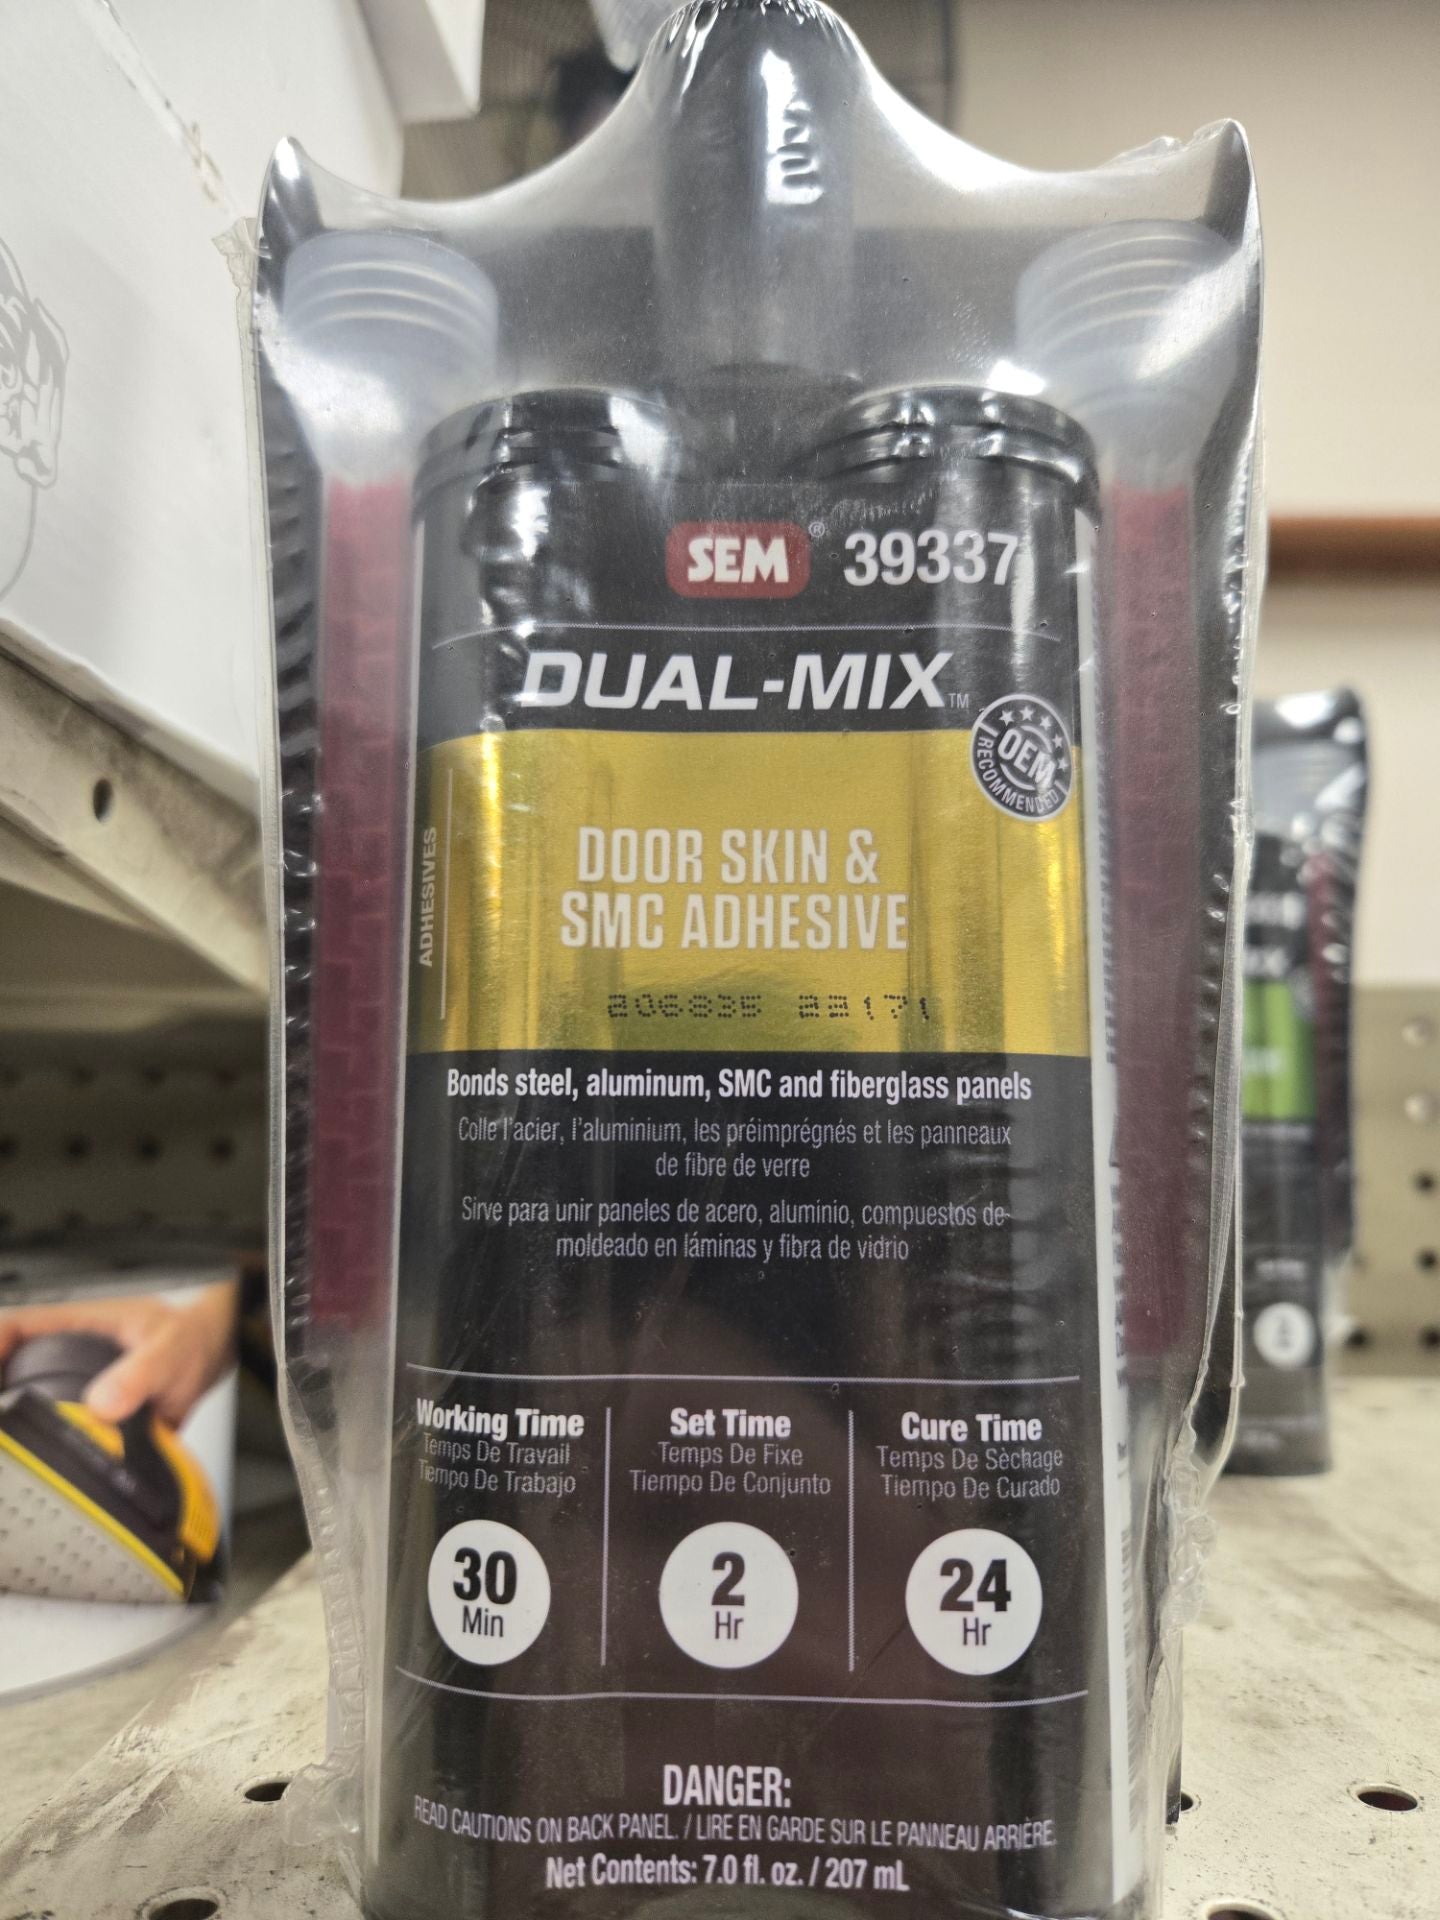 SEM® 39337
DUAL-MIX™
OEM
RECOMMENDED
ADHESIVES
DOOR SKIN &
SMC ADHESIVE
206835 22171
Bonds steel, aluminum, SMC and fiberglass panels
Colle l'acier, l'aluminium, les préimprégnés et les panneaux
de fibre de verre
Sirve para unir paneles de acero, aluminio, compuestos de
moldeado en láminas y fibra de vidrio
Working Time
Temps De Travail
Tiempo De Trabajo
30
Min
Set Time
Temps De Fixe
Tiempo De Conjunto
2
Hr
Cure Time
Temps De Sèchage
Tiempo De Curado
24
Hr
DANGER:
READ CAUTIONS ON BACK PANEL. / LIRE EN GARDE SUR LE PANNEAU ARRIÈRE.
Net Contents: 7.0 fl. oz. / 207 mL